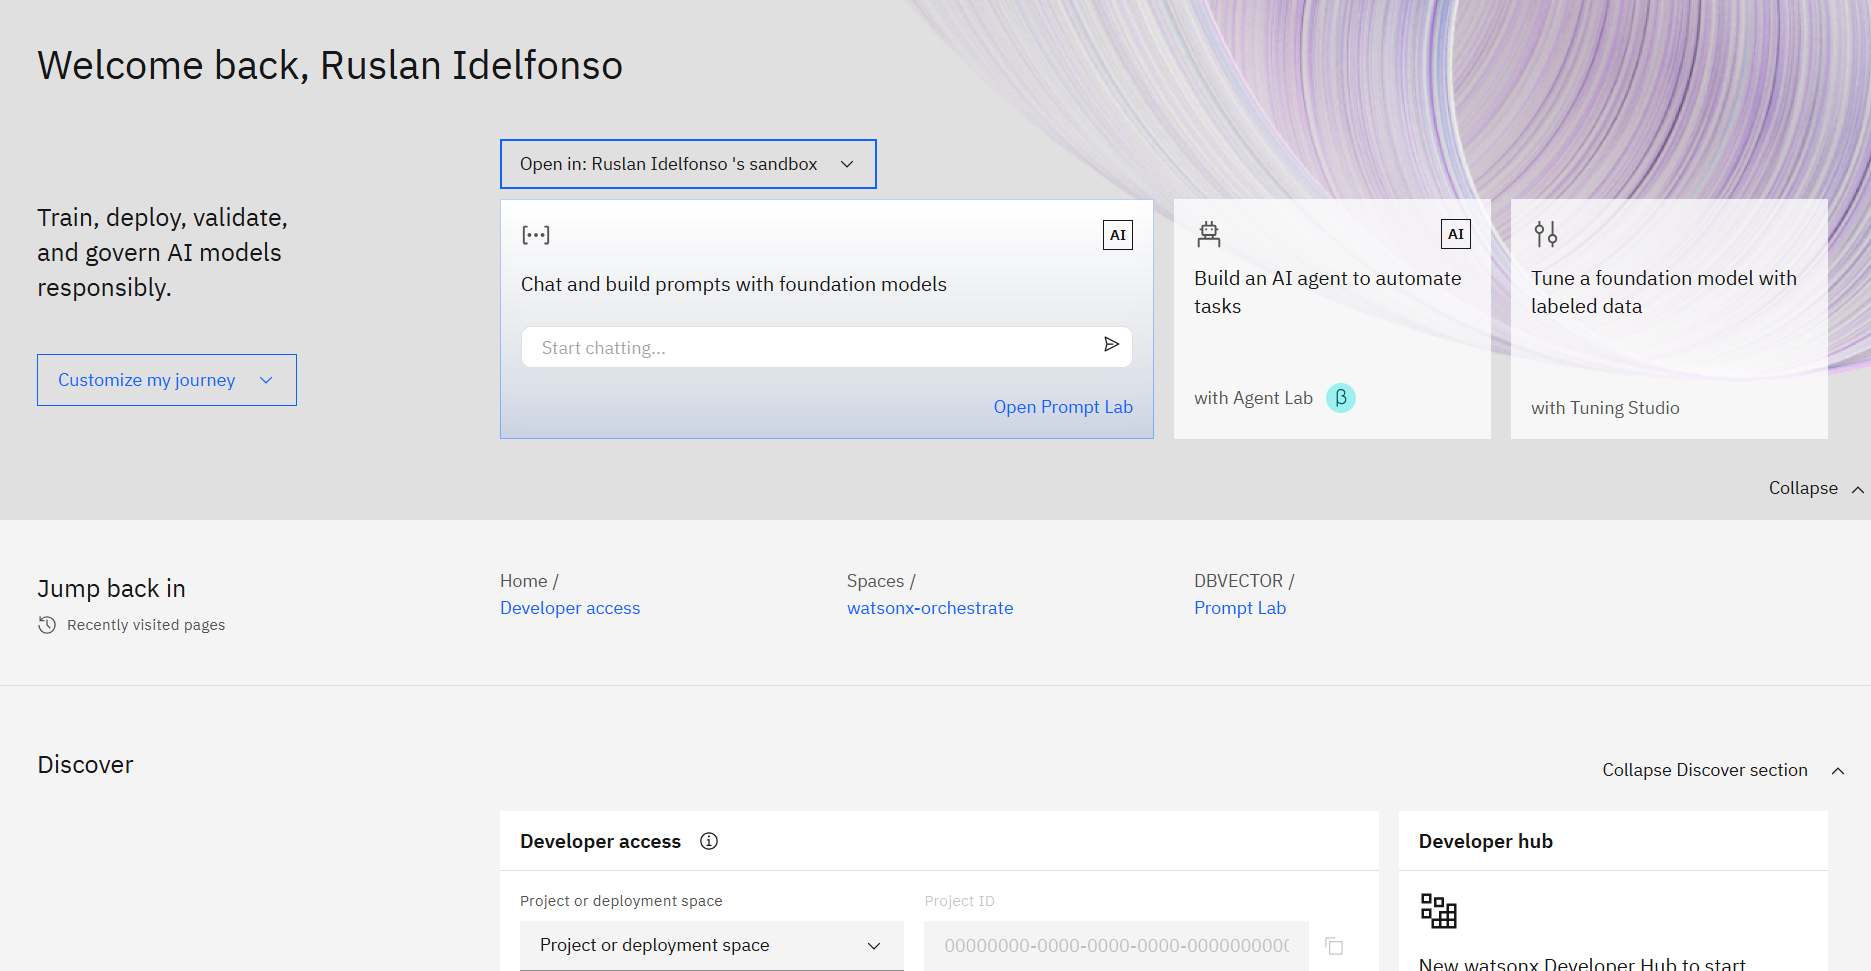 Welcome back, Ruslan Idelfonso
Train, deploy, validate,
and govern AI models
responsibly.
Customize my journey
Open in: Ruslan Idelfonso 's sandbox
[...]
AI
Chat and build prompts with foundation models
Start chatting...
Open Prompt Lab
AI
Build an AI agent to automate
tasks
with Agent Lab β
Tune a foundation model with
labeled data
with Tuning Studio
Collapse
Jump back in
Recently visited pages
Home /
Developer access
Spaces /
watsonx-orchestrate
DBVECTOR /
Prompt Lab
Discover
Collapse Discover section
Developer access
Project or deployment space
Project or deployment space
Project ID
00000000-0000-0000-0000-0000000000
Developer hub
New watsonx Developer Hub to start